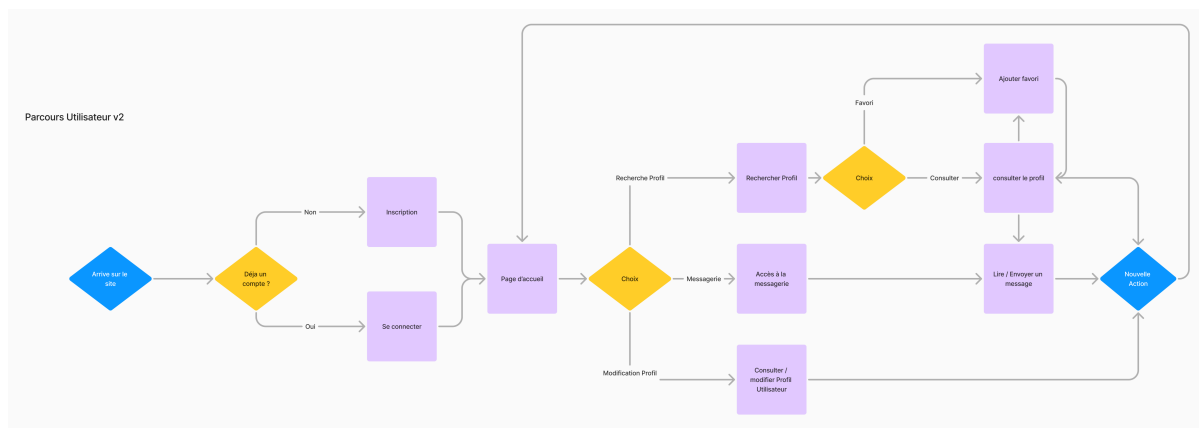 Parcours Utilisateur v2
Arrive sur le
site
Déja un
compte ?
Non
Oui
Inscription
Se connecter
Page d'accueil
Choix
Recherche Profil
Messagerie
Modification Profil
Rechercher Profil
Accès à la
messagerie
Consulter /
modifier Profil
Utilisateur
Choix
Favori
Consulter
Ajouter favori
consulter le profil
Lire / Envoyer un
message
Nouvelle
Action